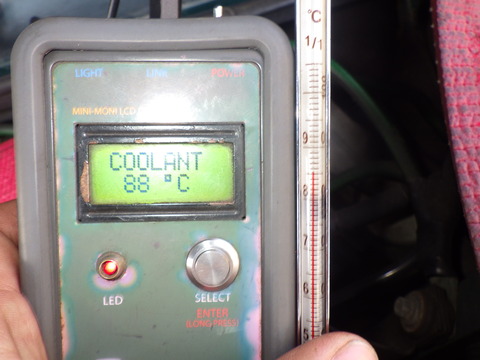 LIGHT LINK POWER
MINI-MOM LCD
COOLANT
88 °C
LED
SELECT
ENTER
(LONG PRESS)
°C
1/1
9
8
7
6
5